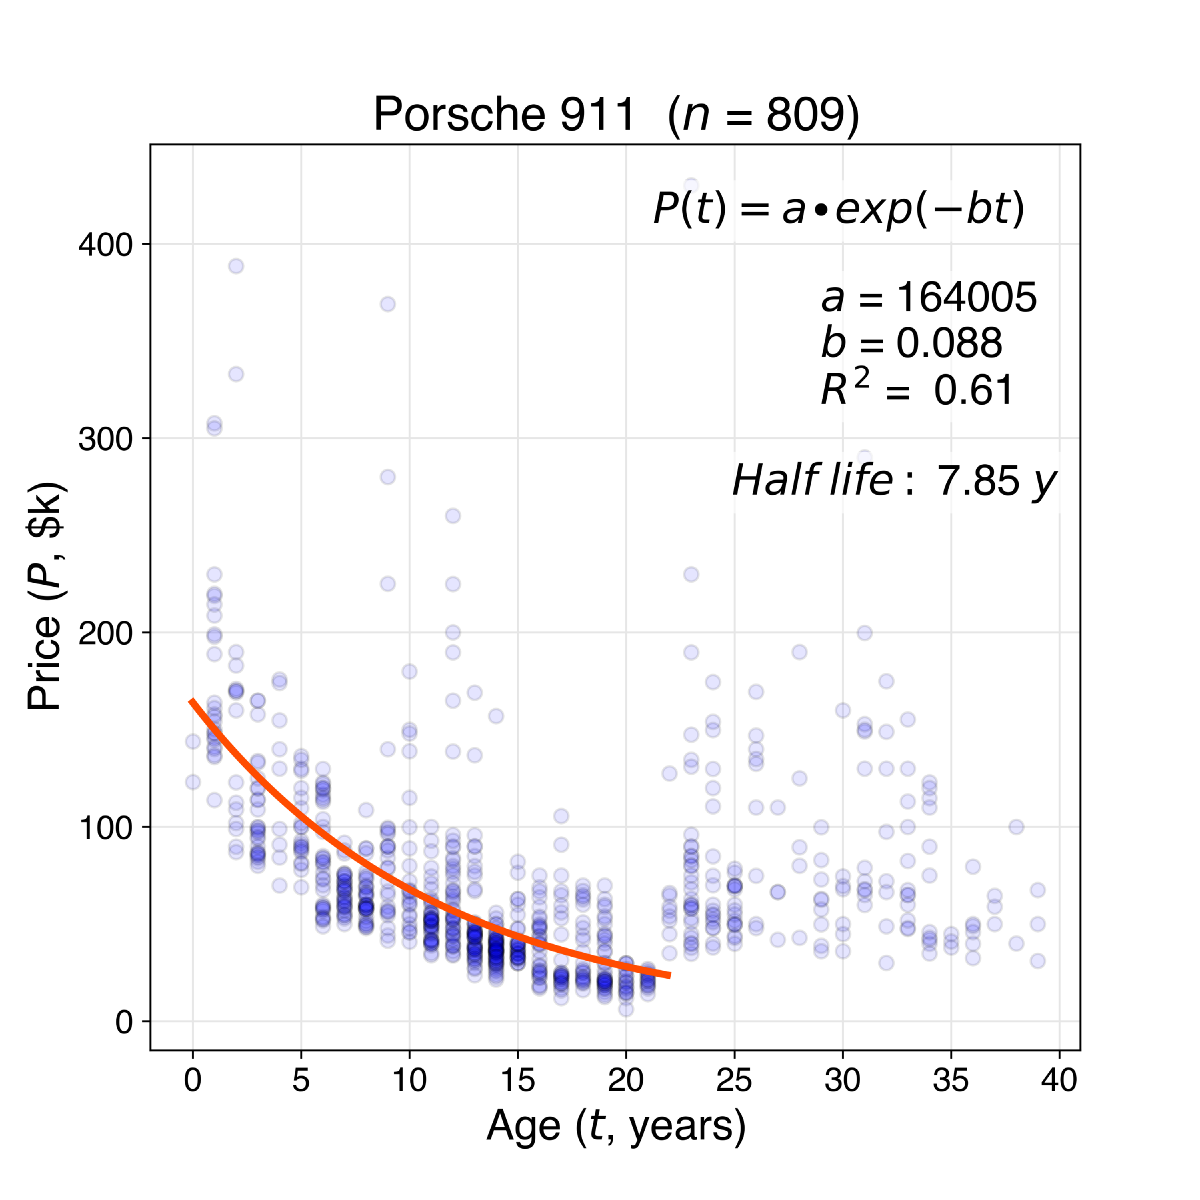 Porsche 911 (n = 809)
P(t) = a•exp(−bt)
a = 164005
b = 0.088
R² = 0.61
Half life : 7.85 y
Price (P, $k)
400
300
200
100
0
0 5 10 15 20 25 30 35 40
Age (t, years)